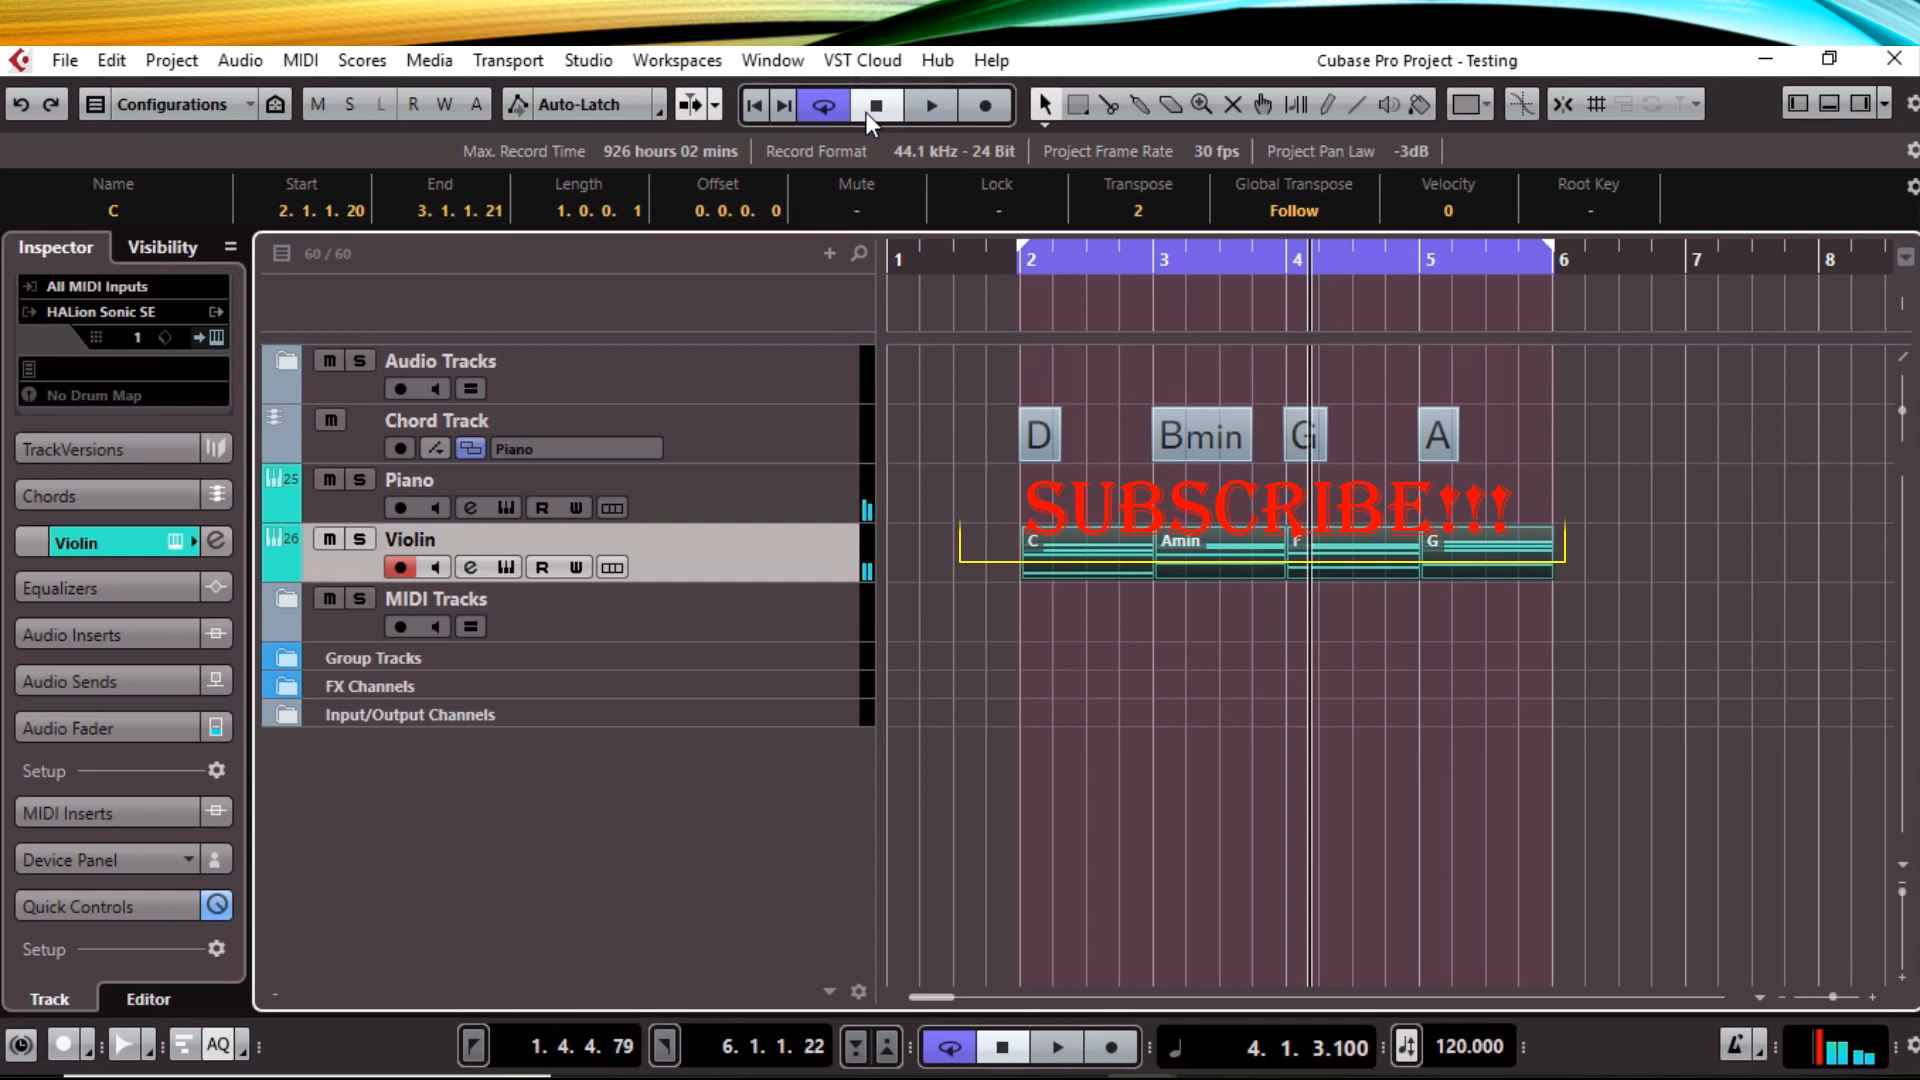 File Edit Project Audio MIDI Scores Media Transport Studio Workspaces Window VST Cloud Hub Help Cubase Pro Project - Testing
Configurations M S L R W A Auto-Latch
Max. Record Time 926 hours 02 mins Record Format 44.1 kHz - 24 Bit Project Frame Rate 30 fps Project Pan Law -3dB
Name Start End Length Offset Mute Lock Transpose Global Transpose Velocity Root Key
C 2. 1. 1. 20 3. 1. 1. 21 1. 0. 0. 1 0. 0. 0. 0 - - 2 Follow 0 -
Inspector Visibility 60 / 60 1 2 3 4 5 6 7 8
All MIDI Inputs
HALion Sonic SE
1
No Drum Map
TrackVersions
Chords
Violin
Equalizers
Audio Inserts
Audio Sends
Audio Fader
Setup
MIDI Inserts
Device Panel
Quick Controls
Setup
Track Editor
m S Audio Tracks
m Chord Track
Piano
25 m S Piano
e R W
26 m S Violin
e R W
m S MIDI Tracks
Group Tracks
FX Channels
Input/Output Channels
D Bmin G A
SUBSCRIBE!!!
C Amin F G
AQ 1. 4. 4. 79 6. 1. 1. 22 4. 1. 3.100 120.000